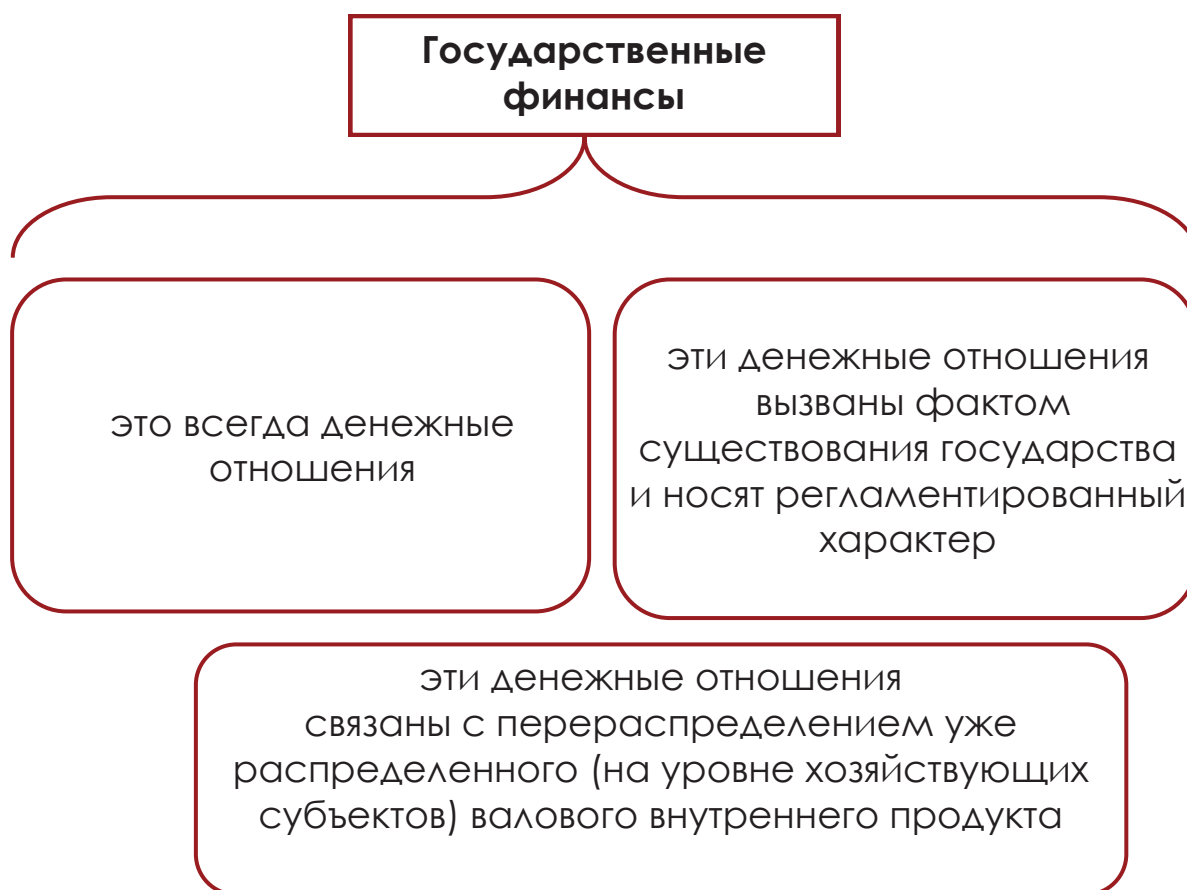 Государственные
финансы
это всегда денежные
отношения
эти денежные отношения
вызваны фактом
существования государства
и носят регламентированный
характер
эти денежные отношения
связаны с перераспределением уже
распределенного (на уровне хозяйствующих
субъектов) валового внутреннего продукта